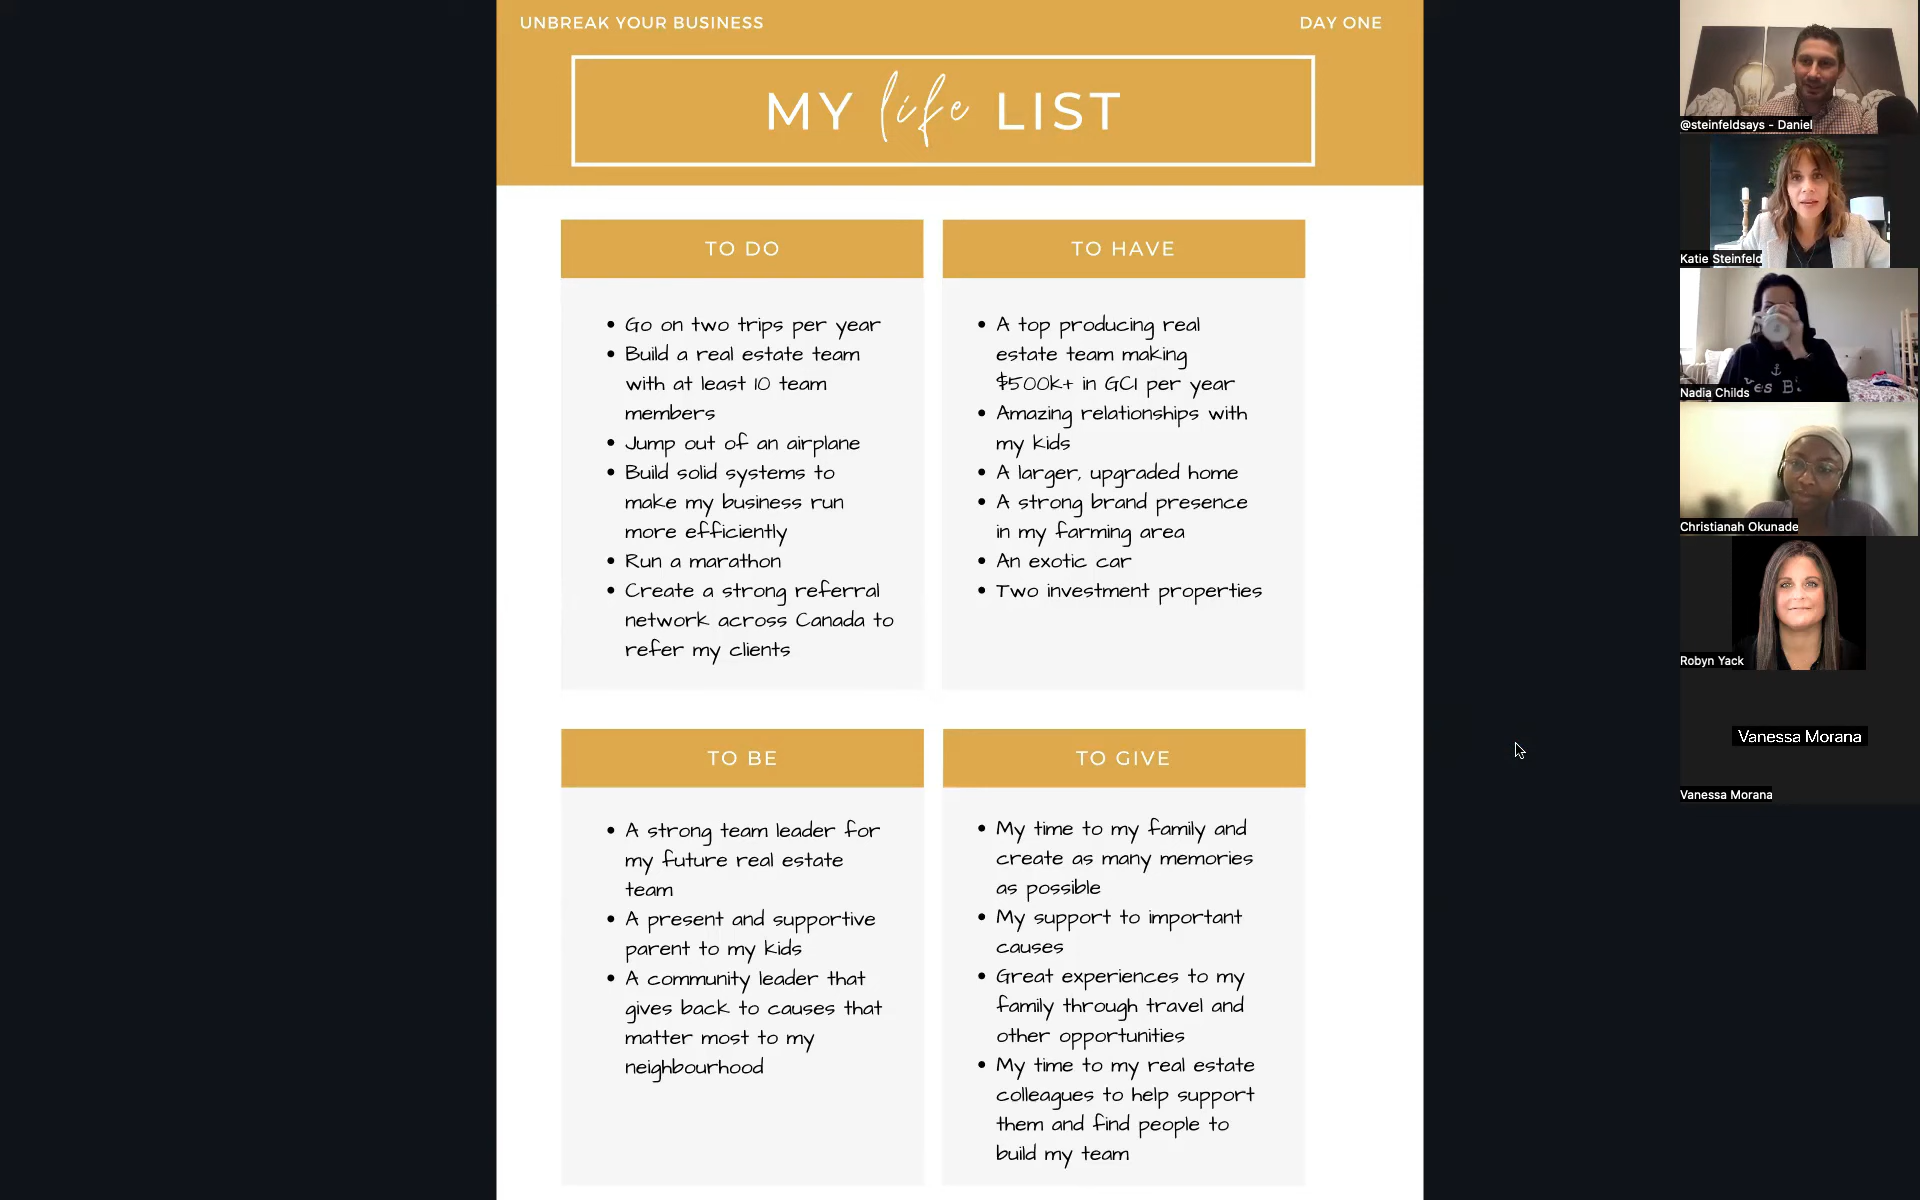 UNBREAK YOUR BUSINESS
DAY ONE
MY life LIST
TO DO
• Go on two trips per year
• Build a real estate team
with at least 10 team
members
• Jump out of an airplane
• Build solid systems to
make my business run
more efficiently
• Run a marathon
• Create a strong referral
network across Canada to
refer my clients
TO HAVE
• A top producing real
estate team making
$500k+ in GCI per year
• Amazing relationships with
my kids
• A larger, upgraded home
• A strong brand presence
in my farming area
• An exotic car
• Two investment properties
TO BE
• A strong team leader for
my future real estate
team
• A present and supportive
parent to my kids
• A community leader that
gives back to causes that
matter most to my
neighbourhood
TO GIVE
• My time to my family and
create as many memories
as possible
• My support to important
causes
• Great experiences to my
family through travel and
other opportunities
• My time to my real estate
colleagues to help support
them and find people to
build my team
@steinfeldsays - Daniel
Katie Steinfeld
Yes B
Nadia Childs
Christianah Okunade
Robyn Yack
Vanessa Morana
Vanessa Morana